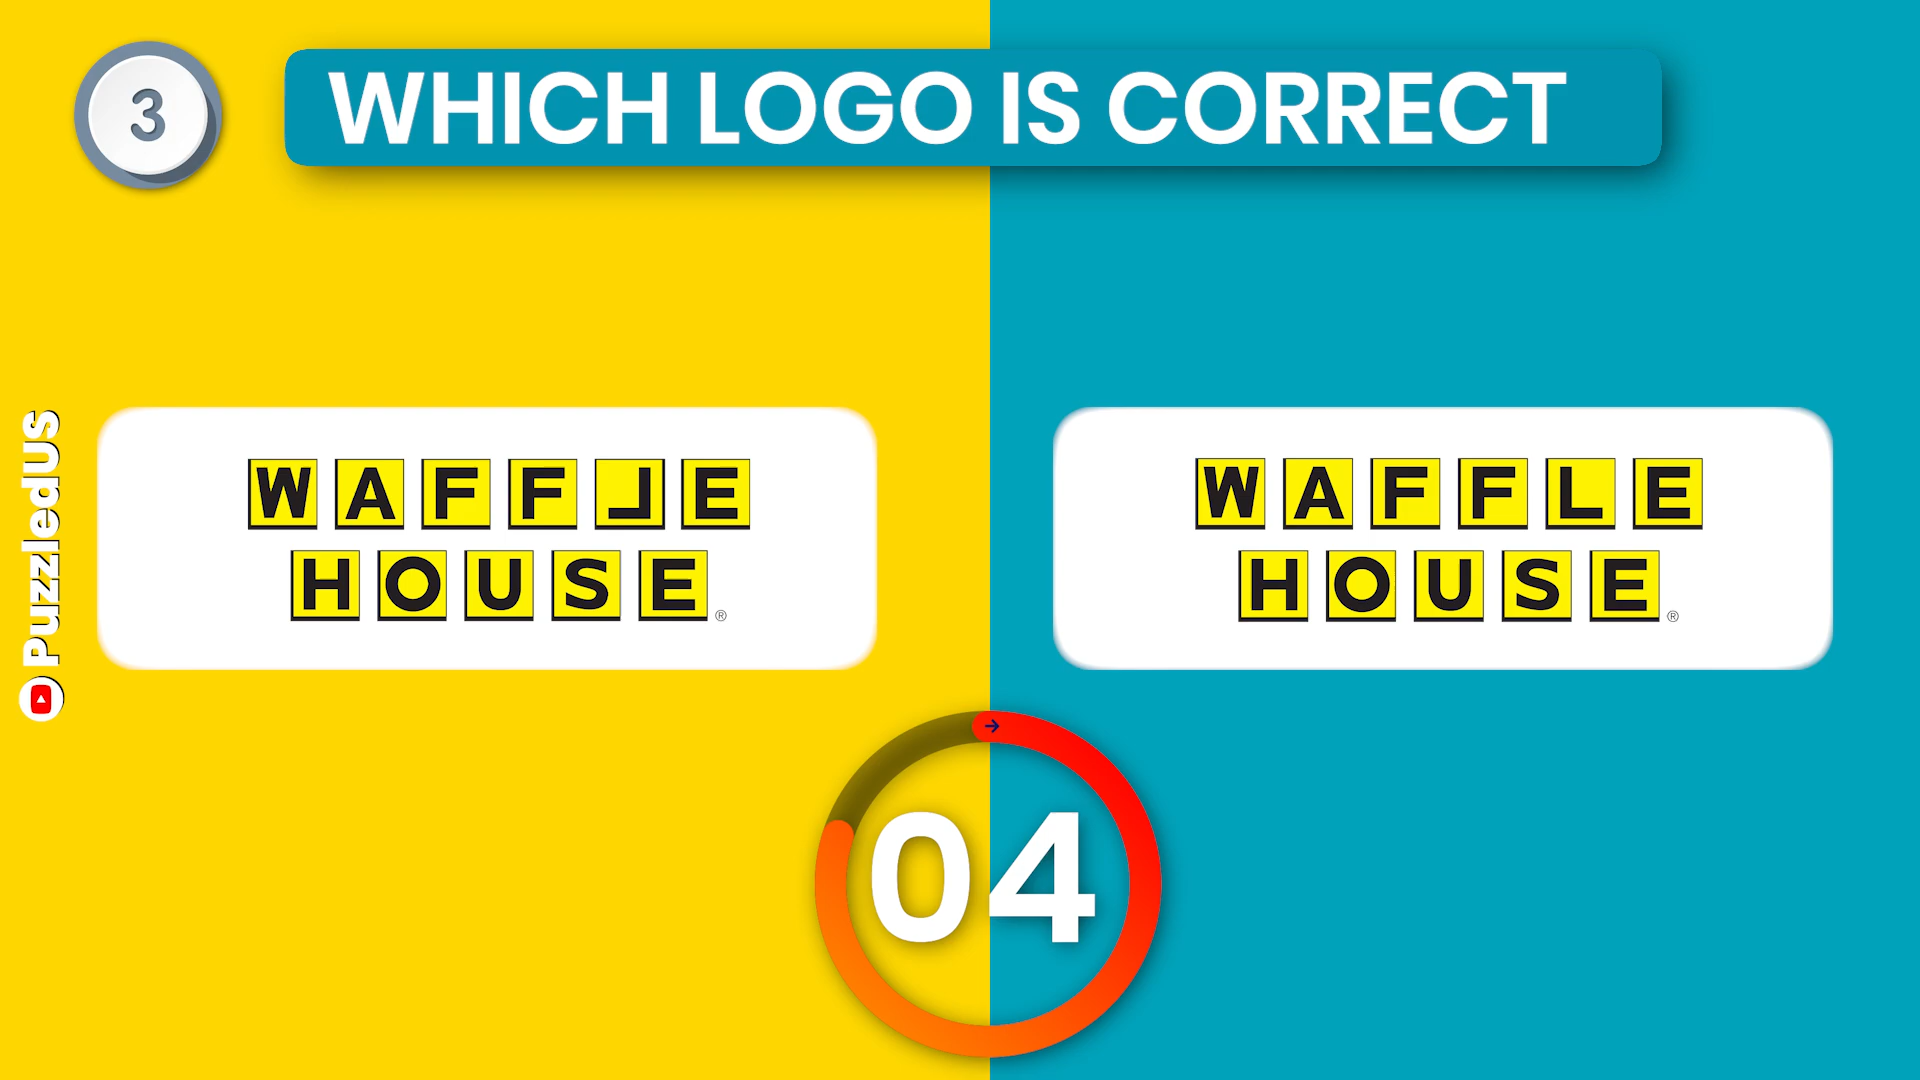 3
WHICH LOGO IS CORRECT
WAFFLE
HOUSE®
WAFFLE
HOUSE®
PuzzledUS
04